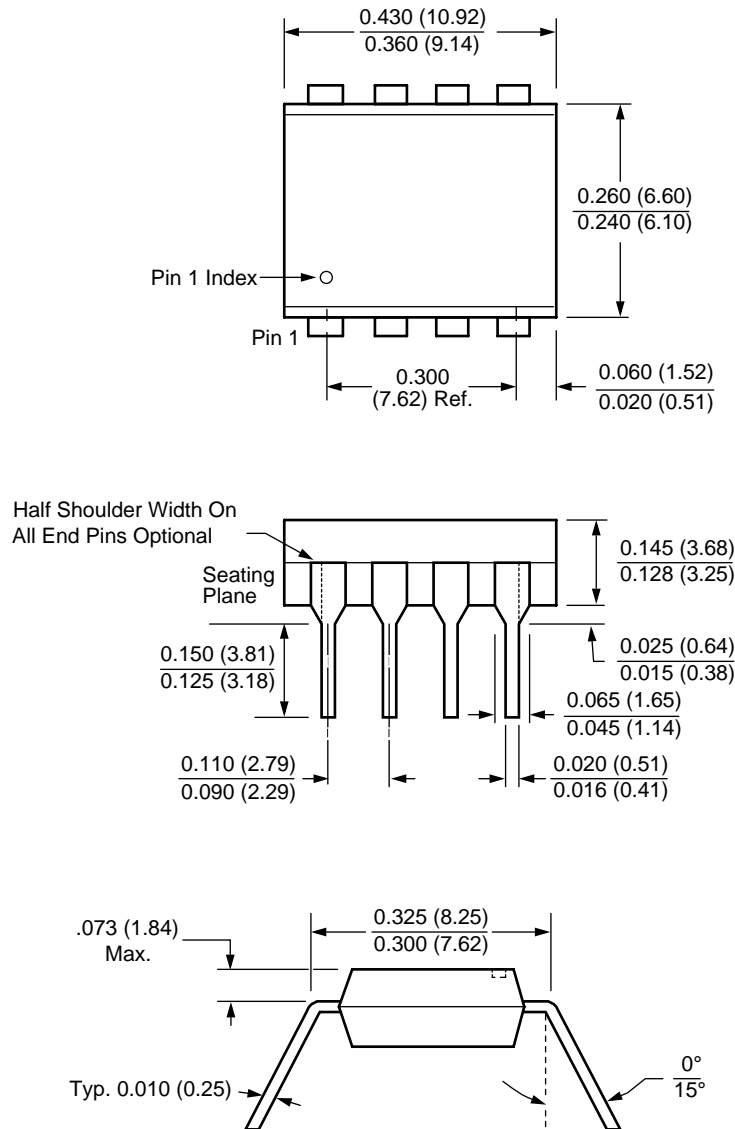 0.430 (10.92)
0.360 (9.14)
0.260 (6.60)
0.240 (6.10)
Pin 1 Index
Pin 1
0.300
(7.62) Ref.
0.060 (1.52)
0.020 (0.51)
Half Shoulder Width On
All End Pins Optional
Seating
Plane
0.145 (3.68)
0.128 (3.25)
0.150 (3.81)
0.125 (3.18)
0.025 (0.64)
0.015 (0.38)
0.065 (1.65)
0.045 (1.14)
0.110 (2.79)
0.090 (2.29)
0.020 (0.51)
0.016 (0.41)
.073 (1.84)
Max.
0.325 (8.25)
0.300 (7.62)
Typ. 0.010 (0.25)
0°
15°